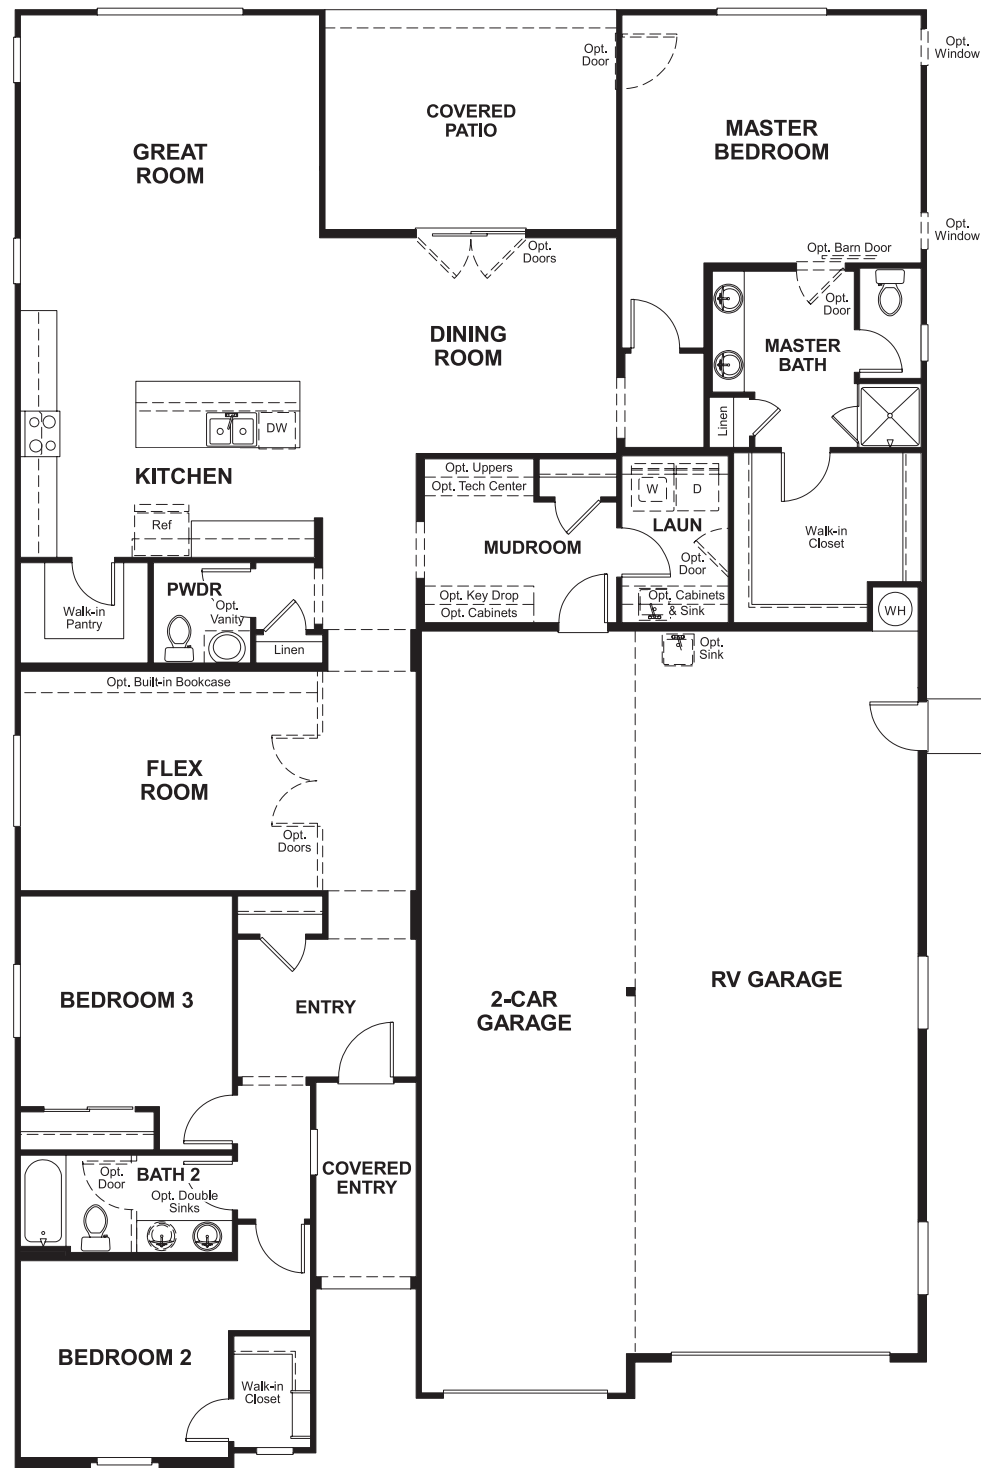 Opt.
Door
Opt.
Window
COVERED
PATIO
MASTER
BEDROOM
GREAT
ROOM
Opt.
Window
Opt.
Doors
Opt. Barn Door
Opt.
Door
DINING
ROOM
MASTER
BATH
Linen
DW
KITCHEN
Opt. Uppers
Opt. Tech Center
W
D
LAUN
Ref
MUDROOM
Walk-in
Closet
Opt.
Door
PWDR
Opt.
Vanity
Walk-in
Pantry
Opt. Key Drop
Opt. Cabinets
Opt. Cabinets
& Sink
WH
Linen
Opt.
Sink
Opt. Built-in Bookcase
FLEX
ROOM
Opt.
Doors
BEDROOM 3
ENTRY
2-CAR
GARAGE
RV GARAGE
BATH 2
Opt.
Door
Opt. Double
Sinks
COVERED
ENTRY
BEDROOM 2
Walk-in
Closet